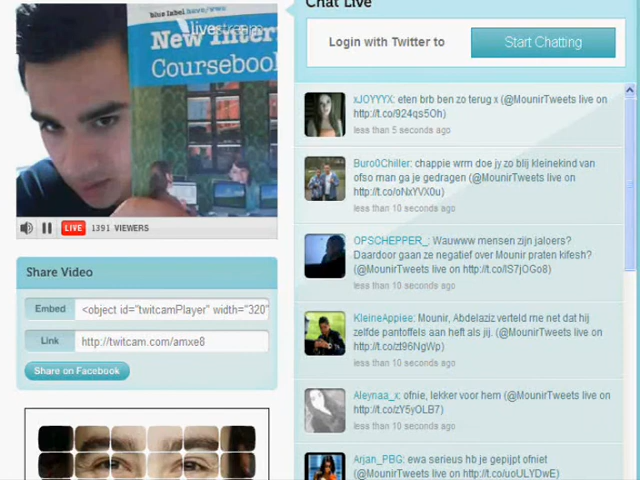 Chat Live
blue label
livestream
New Inter
Coursebook
Login with Twitter to
Start Chatting
LIVE
1391 VIEWERS
xJOYYYX: eten brb ben zo terug x (@MounirTweets live on
http://t.co/924qs5Oh)
less than 5 seconds ago
Buro0Chiller: chappie wrm doe jy zo blij kleinekind van
ofso man ga je gedragen (@MounirTweets live on
http://t.co/oNxYVX0u)
less than 10 seconds ago
OPSCHEPPER_: Wauwww mensen zijn jaloers?
Daardoor gaan ze negatief over Mounir praten kifesh?
(@MounirTweets live on http://t.co/lS7jOGo8)
less than 10 seconds ago
KleineAppiee: Mounir, Abdelaziz verteld me net dat hij
zelfde pantoffels aan heft als jij. (@MounirTweets live on
http://t.co/zt96NgWp)
less than 10 seconds ago
Aleynaa_x: ofnie, lekker voor hem (@MounirTweets live on
http://t.co/zY5yOLB7)
less than 10 seconds ago
Arjan_PBG: ewa serieus hb je gepijpt ofniet
(@MounirTweets live on http://t.co/uoULYDwE)
Share Video
Embed
<object id="twitcamPlayer" width="320"
Link
http://twitcam.com/amxe8
Share on Facebook